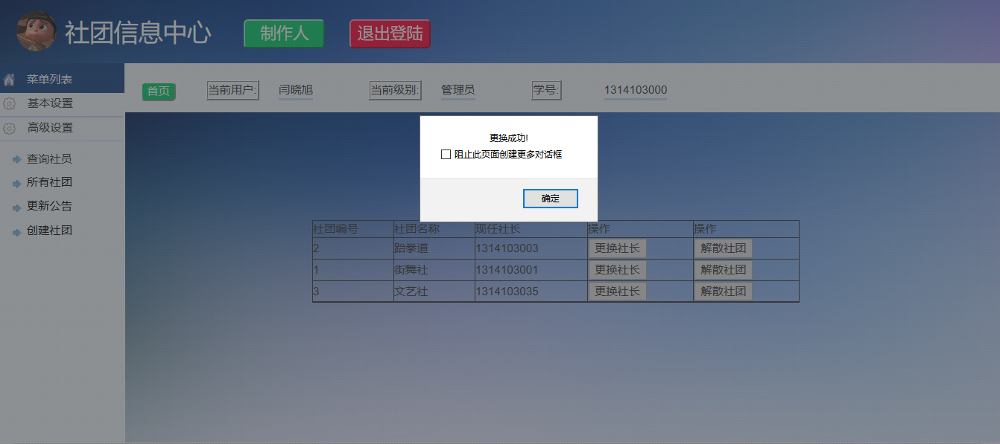 社团信息中心 制作人 退出登陆
菜单列表
基本设置
高级设置
查询社员
所有社团
更新公告
创建社团
首页 当前用户: 闫晓旭 当前级别: 管理员 学号: 1314103000
更换成功!
阻止此页面创建更多对话框
确定
社团编号 社团名称 现任社长 操作 操作
2 跆拳道 1314103003 更换社长 解散社团
1 街舞社 1314103001 更换社长 解散社团
3 文艺社 1314103035 更换社长 解散社团